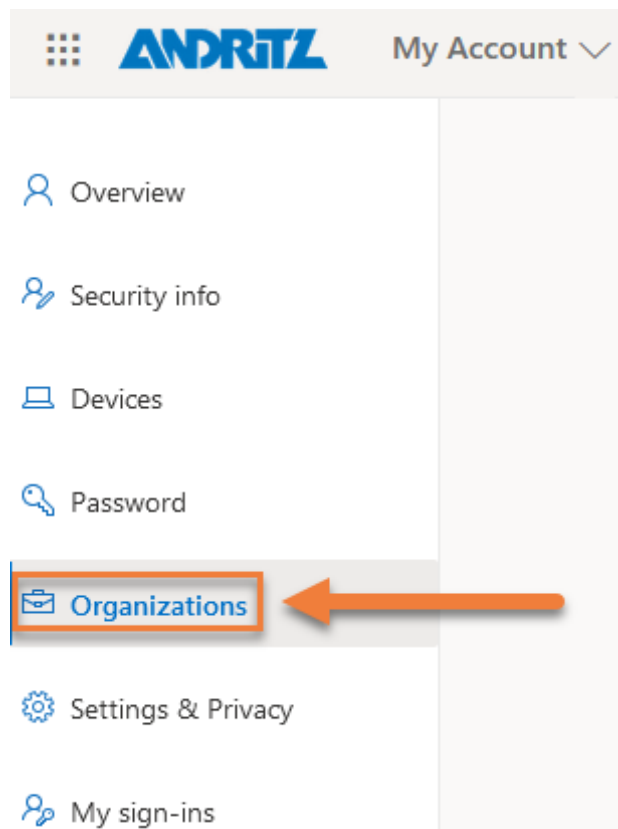 ANDRITZ My Account
Overview
Security info
Devices
Password
Organizations
Settings & Privacy
My sign-ins